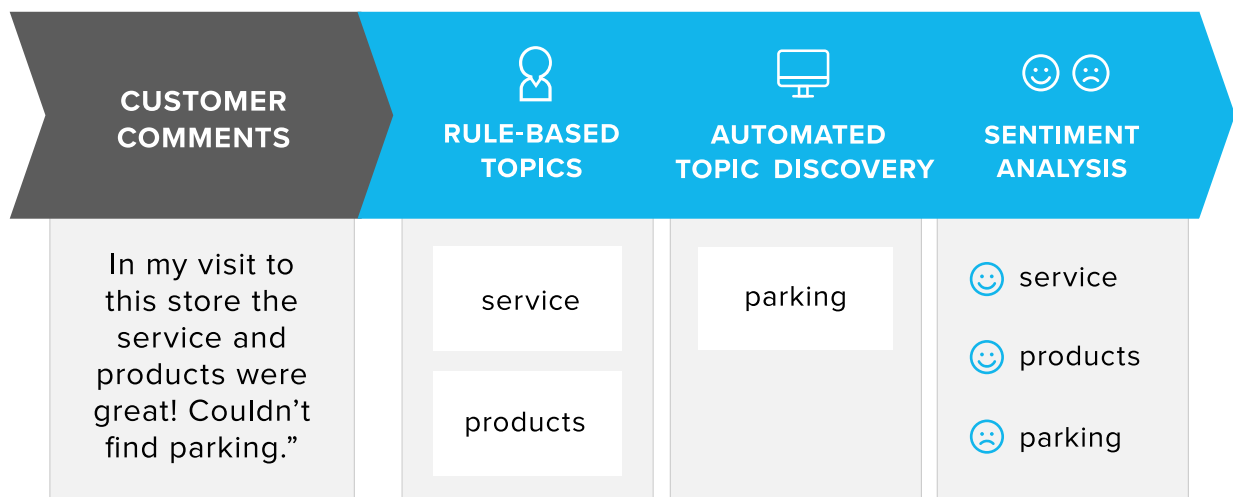 CUSTOMER
COMMENTS
RULE-BASED
TOPICS
AUTOMATED
TOPIC DISCOVERY
SENTIMENT
ANALYSIS
In my visit to
this store the
service and
products were
great! Couldn’t
find parking.”
service
products
parking
service
products
parking